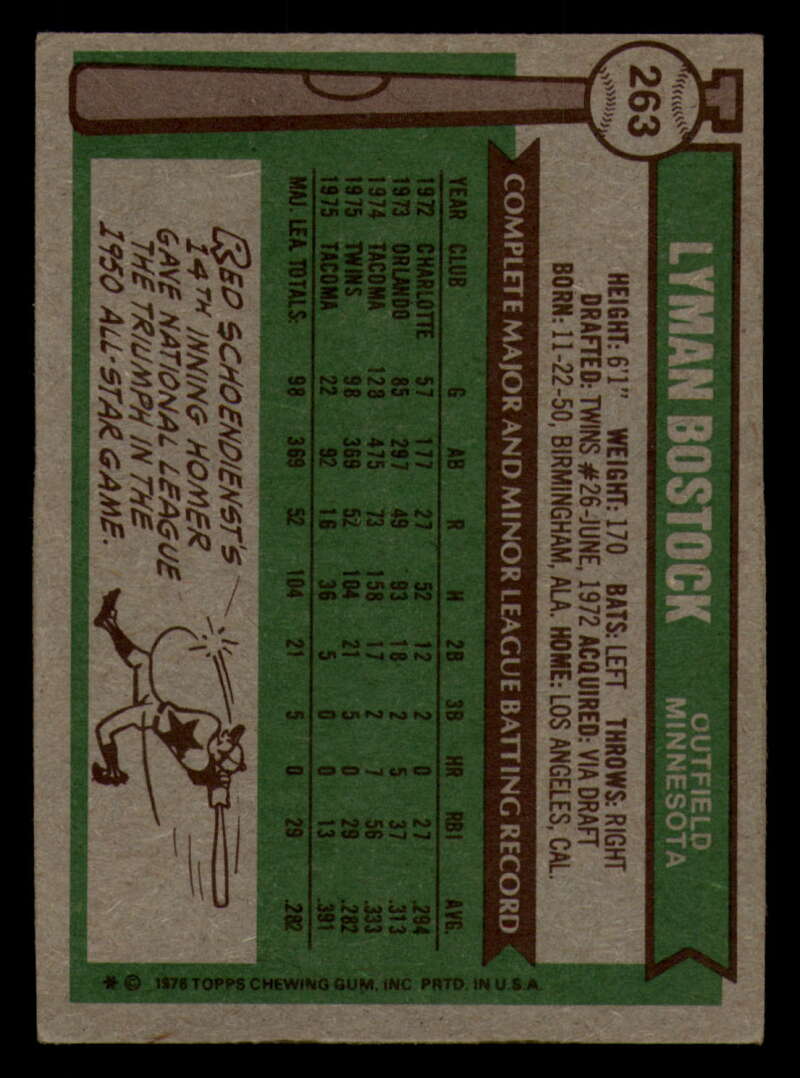 263
LYMAN BOSTOCK
OUTFIELD
MINNESOTA
HEIGHT: 6'1" WEIGHT: 170 BATS: LEFT THROWS: RIGHT
DRAFTED: TWINS #26-JUNE, 1972 ACQUIRED: VIA DRAFT
BORN: 11-22-50, BIRMINGHAM, ALA. HOME: LOS ANGELES, CAL.
COMPLETE MAJOR AND MINOR LEAGUE BATTING RECORD
YEAR CLUB G AB R H 2B 3B HR RBI AVG.
1972 CHARLOTTE 57 177 27 52 12 2 0 27 .294
1973 ORLANDO 85 297 49 93 18 2 5 37 .313
1974 TACOMA 128 475 73 158 17 2 7 56 .333
1975 TWINS 98 369 52 104 21 5 0 29 .282
1975 TACOMA 22 92 16 36 5 0 0 13 .391
MAJ. LEA. TOTALS: 98 369 52 104 21 5 0 29 .282
RED SCHOENDIENST'S
14TH INNING HOMER
GAVE NATIONAL LEAGUE
THE TRIUMPH IN THE
1950 ALL-STAR GAME.
* © 1976 TOPPS CHEWING GUM, INC PRTD. IN U.S.A.